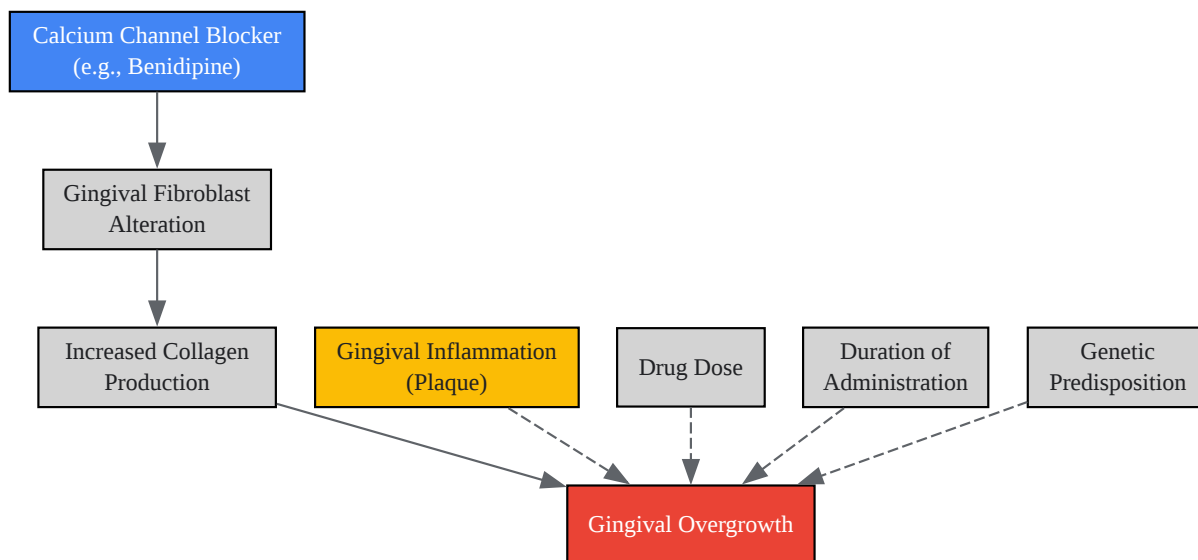 Calcium Channel Blocker
(e.g., Benidipine)
Gingival Fibroblast
Alteration
Increased Collagen
Production
Gingival Inflammation
(Plaque)
Drug Dose
Duration of
Administration
Genetic
Predisposition
Gingival Overgrowth